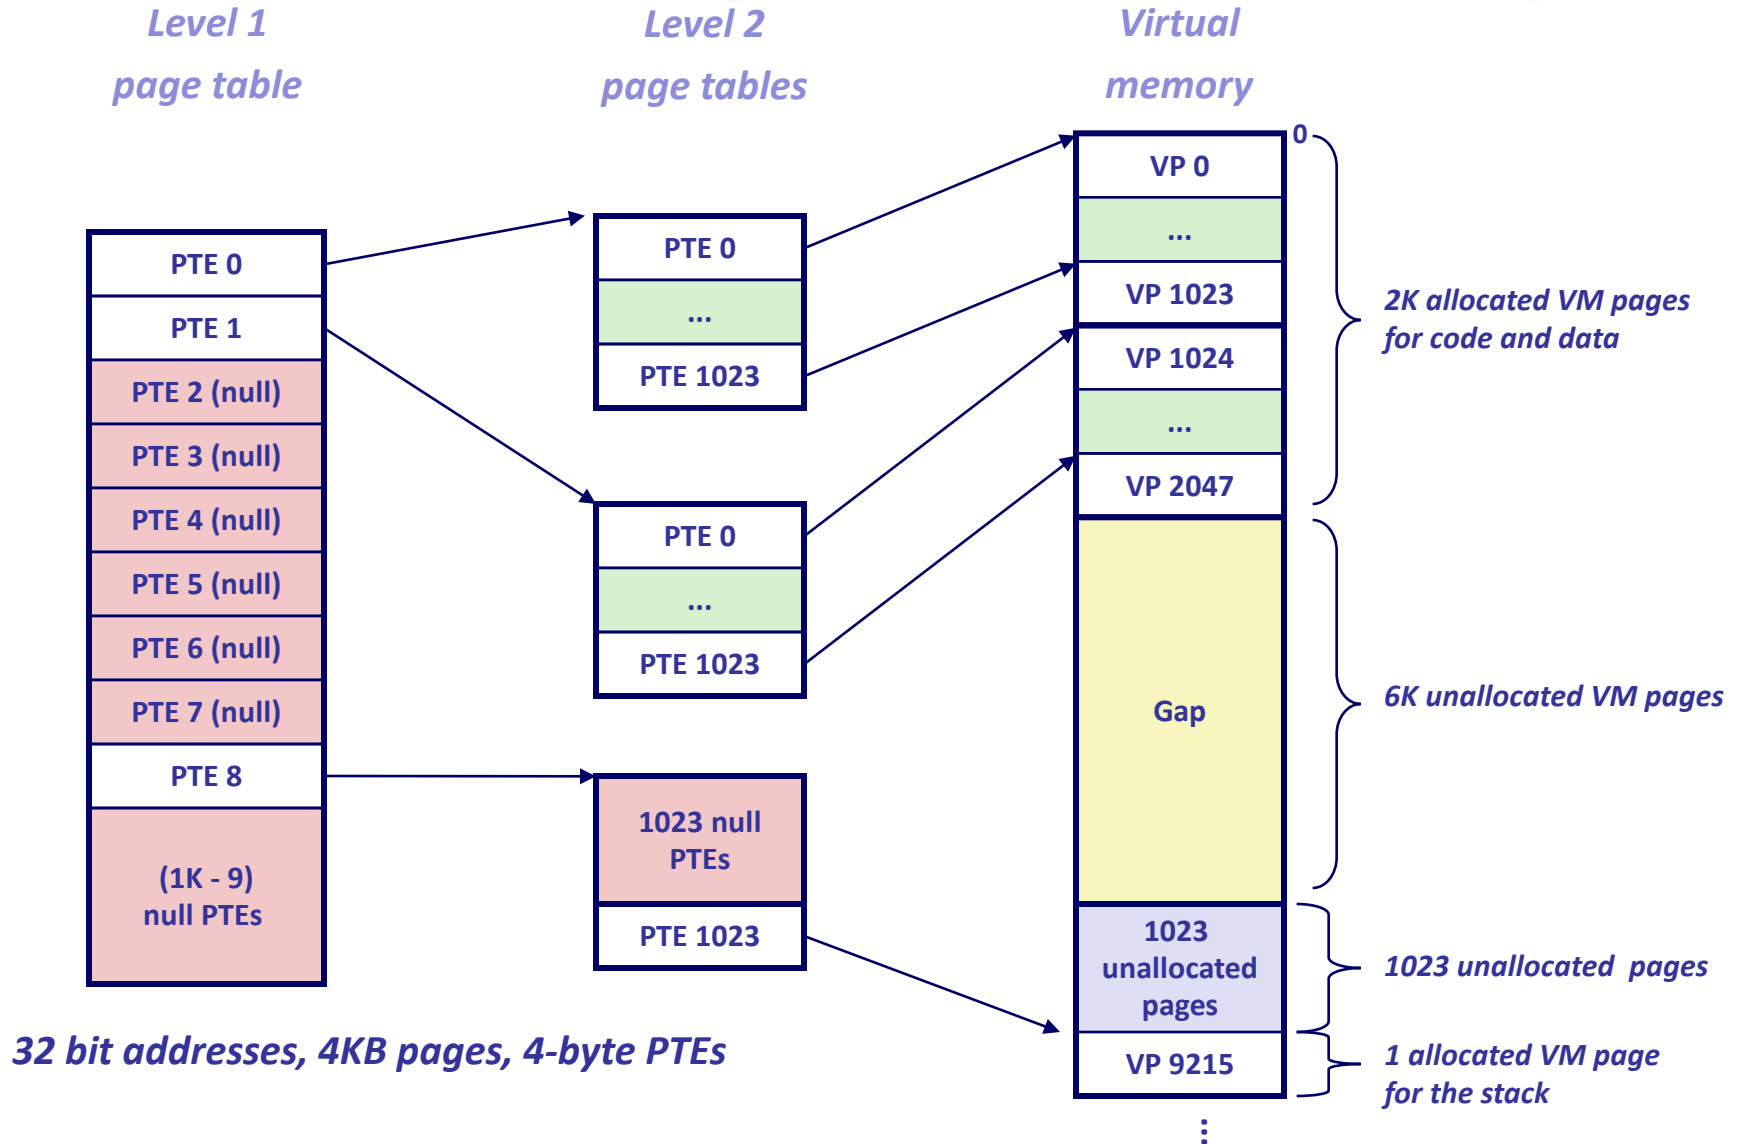 Level 1
page table
Level 2
page tables
Virtual
memory
PTE 0
PTE 1
PTE 2 (null)
PTE 3 (null)
PTE 4 (null)
PTE 5 (null)
PTE 6 (null)
PTE 7 (null)
PTE 8
(1K - 9)
null PTEs
PTE 0
...
PTE 1023
PTE 0
...
PTE 1023
1023 null
PTEs
PTE 1023
0
VP 0
...
VP 1023
VP 1024
...
VP 2047
Gap
1023
unallocated
pages
VP 9215
...
2K allocated VM pages
for code and data
6K unallocated VM pages
1023 unallocated pages
1 allocated VM page
for the stack
32 bit addresses, 4KB pages, 4-byte PTEs